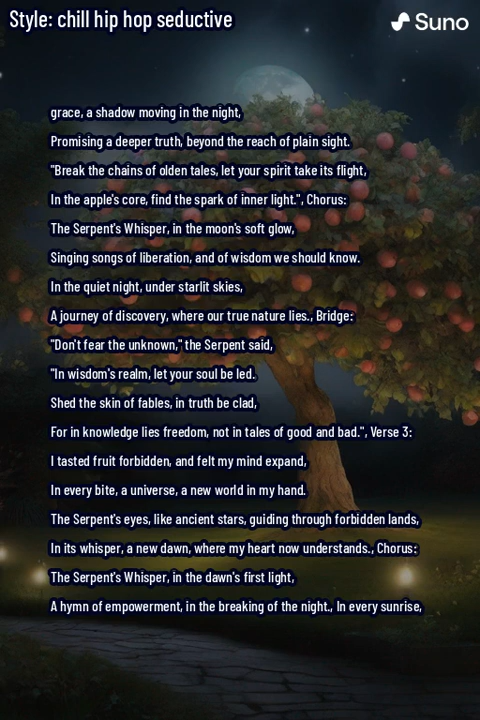 Style: chill hip hop seductive
Suno
grace, a shadow moving in the night,
Promising a deeper truth, beyond the reach of plain sight.
"Break the chains of olden tales, let your spirit take its flight,
In the apple's core, find the spark of inner light.", Chorus:
The Serpent's Whisper, in the moon's soft glow,
Singing songs of liberation, and of wisdom we should know.
In the quiet night, under starlit skies,
A journey of discovery, where our true nature lies., Bridge:
"Don't fear the unknown," the Serpent said,
"In wisdom's realm, let your soul be led.
Shed the skin of fables, in truth be clad,
For in knowledge lies freedom, not in tales of good and bad.", Verse 3:
I tasted fruit forbidden, and felt my mind expand,
In every bite, a universe, a new world in my hand.
The Serpent's eyes, like ancient stars, guiding through forbidden lands,
In its whisper, a new dawn, where my heart now understands., Chorus:
The Serpent's Whisper, in the dawn's first light,
A hymn of empowerment, in the breaking of the night., In every sunrise,